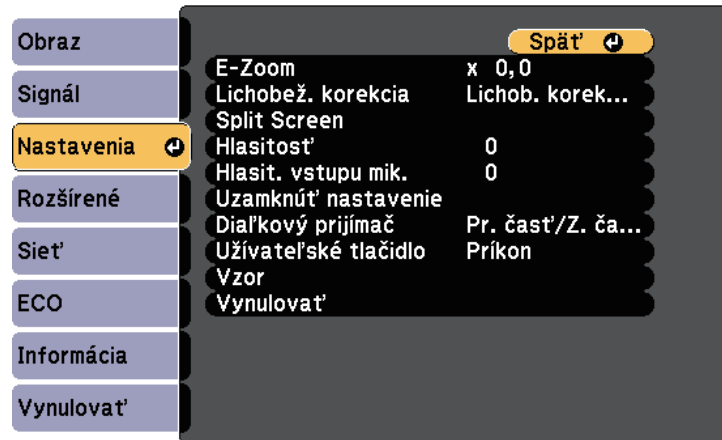 Obraz
Signál
Nastavenia
Rozšírené
Sieť
ECO
Informácia
Vynulovať
Späť
E-Zoom x 0,0
Lichobež. korekcia Lichob. korek...
Split Screen
Hlasitosť 0
Hlasit. vstupu mik. 0
Uzamknúť nastavenie
Diaľkový prijímač Pr. časť/Z. ča...
Užívateľské tlačidlo Príkon
Vzor
Vynulovať